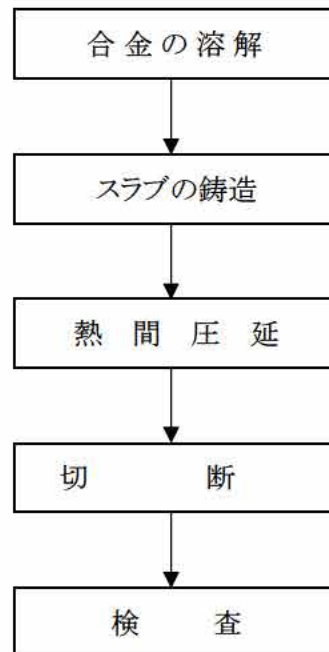 合金の溶解
スラブの鋳造
熱間圧延
切断
検査